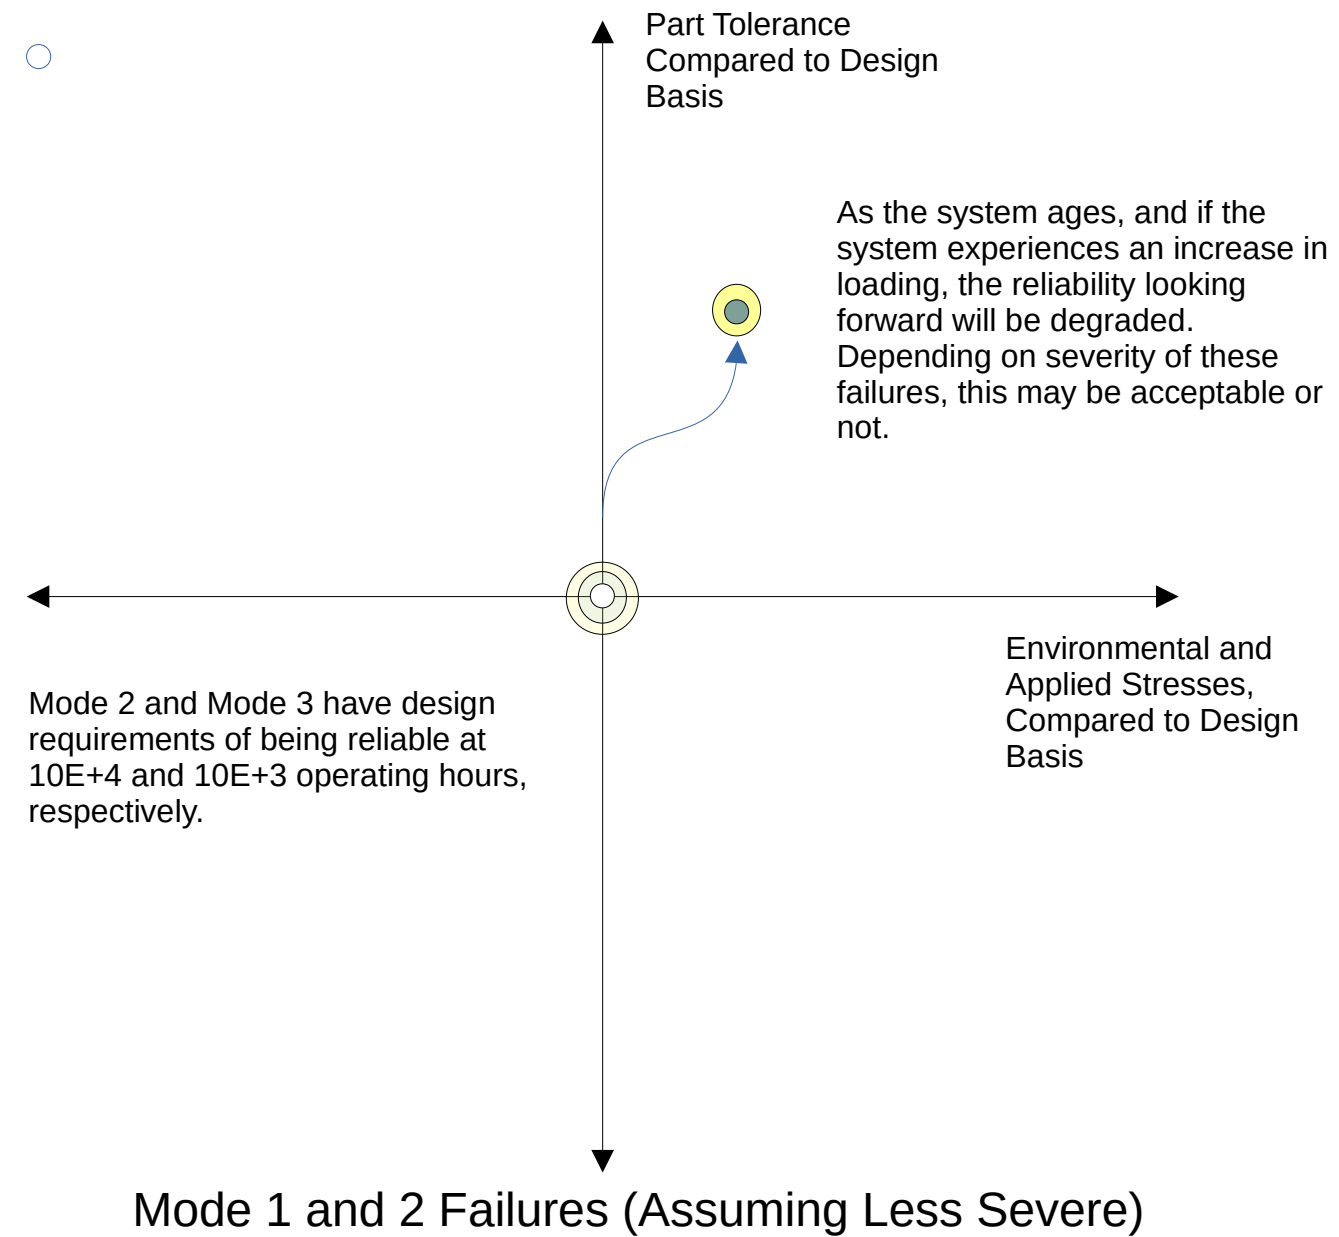 Part Tolerance
Compared to Design
Basis
As the system ages, and if the
system experiences an increase in
loading, the reliability looking
forward will be degraded.
Depending on severity of these
failures, this may be acceptable or
not.
Environmental and
Applied Stresses,
Compared to Design
Basis
Mode 2 and Mode 3 have design
requirements of being reliable at
10E+4 and 10E+3 operating hours,
respectively.
Mode 1 and 2 Failures (Assuming Less Severe)